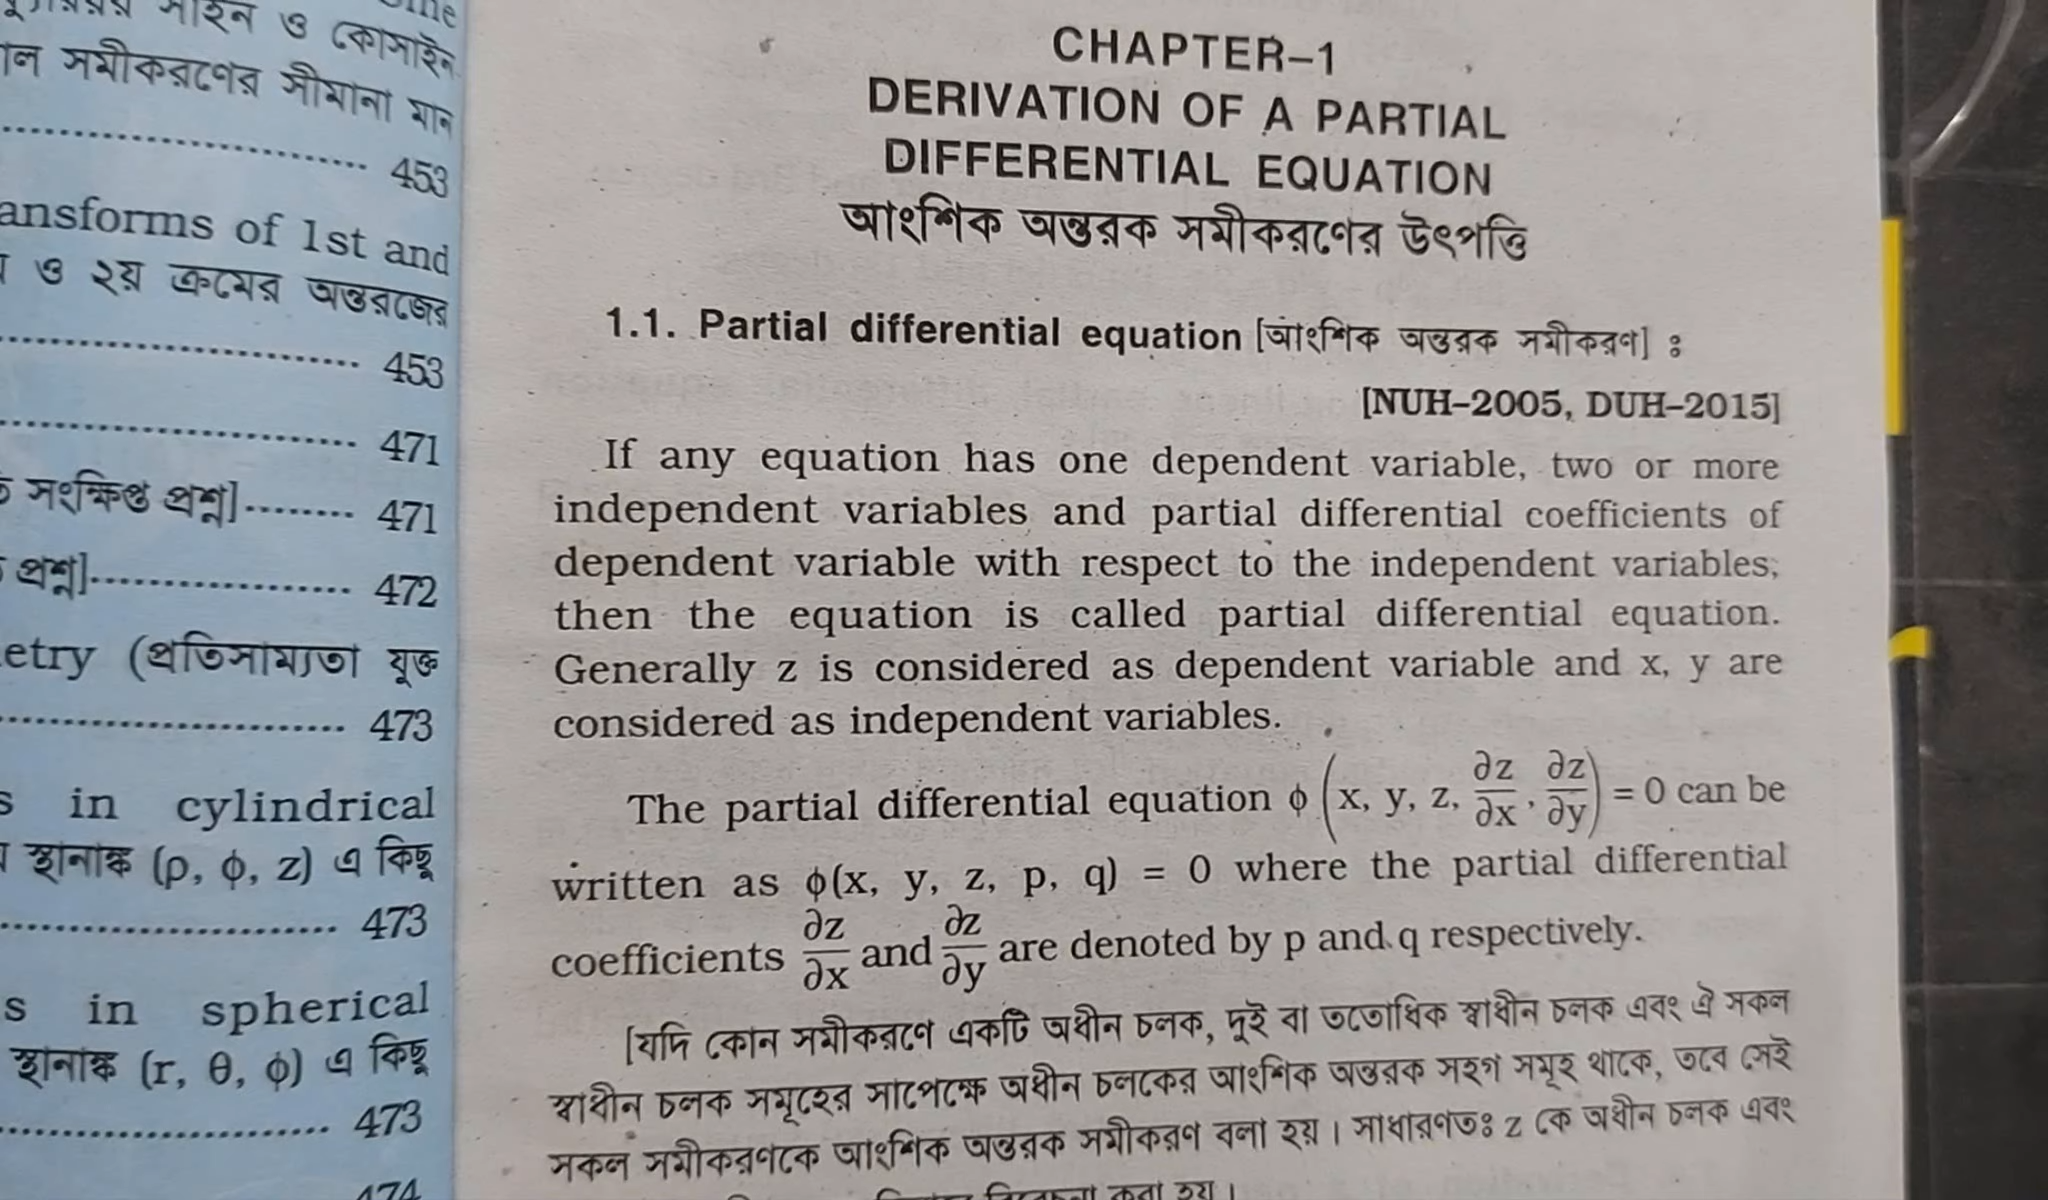 ও কোসাইন
সমীকরণের সীমানা মান
453
ansforms of 1st and
ও ২য় ক্রমের অন্তরজের
453
471
সংক্ষিপ্ত প্রশ্ন] 471
প্রশ্ন] 472
etry (প্রতিসাম্যতা যুক্ত
473
s in cylindrical
স্থানাঙ্ক (ρ, ϕ, z) এ কিছু
473
s in spherical
স্থানাঙ্ক (r, θ, ϕ) এ কিছু
473
474
CHAPTER–1
DERIVATION OF A PARTIAL
DIFFERENTIAL EQUATION
আংশিক অন্তরক সমীকরণের উৎপত্তি
1.1. Partial differential equation [আংশিক অন্তরক সমীকরণ] ঃ
[NUH–2005, DUH–2015]
If any equation has one dependent variable, two or more
independent variables and partial differential coefficients of
dependent variable with respect to the independent variables,
then the equation is called partial differential equation.
Generally z is considered as dependent variable and x, y are
considered as independent variables.
The partial differential equation ϕ (x, y, z, ∂z/∂x, ∂z/∂y) = 0 can be
written as ϕ(x, y, z, p, q) = 0 where the partial differential
coefficients ∂z/∂x and ∂z/∂y are denoted by p and q respectively.
[যদি কোন সমীকরণে একটি অধীন চলক, দুই বা ততোধিক স্বাধীন চলক এবং ঐ সকল
স্বাধীন চলক সমূহের সাপেক্ষে অধীন চলকের আংশিক অন্তরক সহগ সমূহ থাকে, তবে সেই
সকল সমীকরণকে আংশিক অন্তরক সমীকরণ বলা হয়। সাধারণতঃ z কে অধীন চলক এবং
করা হয়।